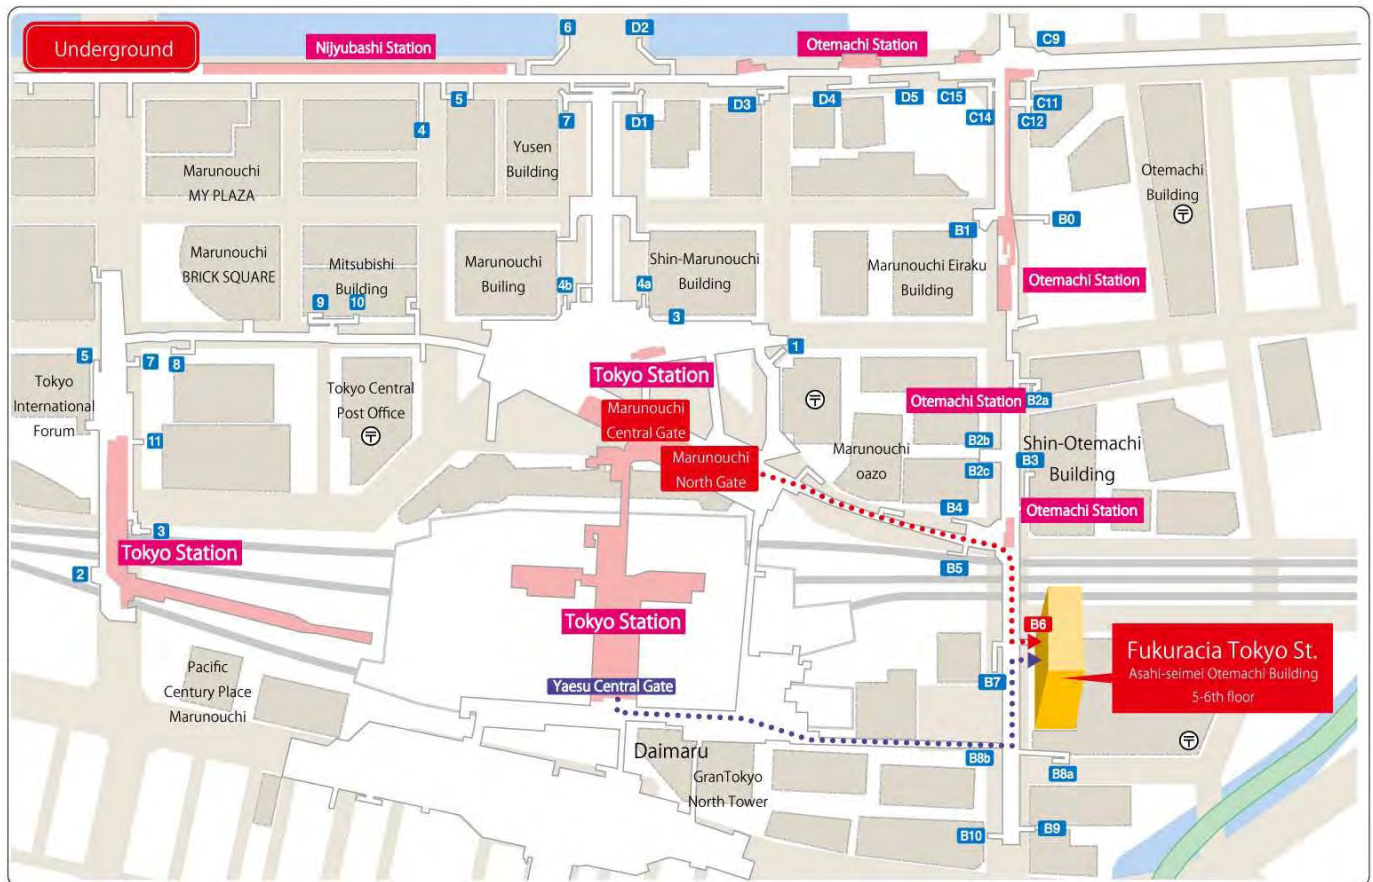 Underground
Nijyubashi Station
6
D2
Otemachi Station
C9
5
4
7
D1
D3
D4
D5
C15
C14
C11
C12
Yusen
Building
Marunouchi
MY PLAZA
Otemachi
Building
〒
B1
B0
Marunouchi
BRICK SQUARE
Mitsubishi
Building
Marunouchi
Builing
Shin-Marunouchi
Building
Marunouchi Eiraku
Building
Otemachi Station
4b
4a
9
10
3
1
5
7
8
Tokyo
International
Forum
Tokyo Central
Post Office
〒
Tokyo Station
Marunouchi
Central Gate
Marunouchi
North Gate
〒
Otemachi Station
B2a
Marunouchi
oazo
B2b
B2c
B3
Shin-Otemachi
Building
11
B4
Otemachi Station
3
Tokyo Station
2
B5
Tokyo Station
B6
Fukuracia Tokyo St.
Asahi-seimei Otemachi Building
5-6th floor
Pacific
Century Place
Marunouchi
Yaesu Central Gate
B7
Daimaru
GranTokyo
North Tower
B8b
B8a
〒
B10
B9